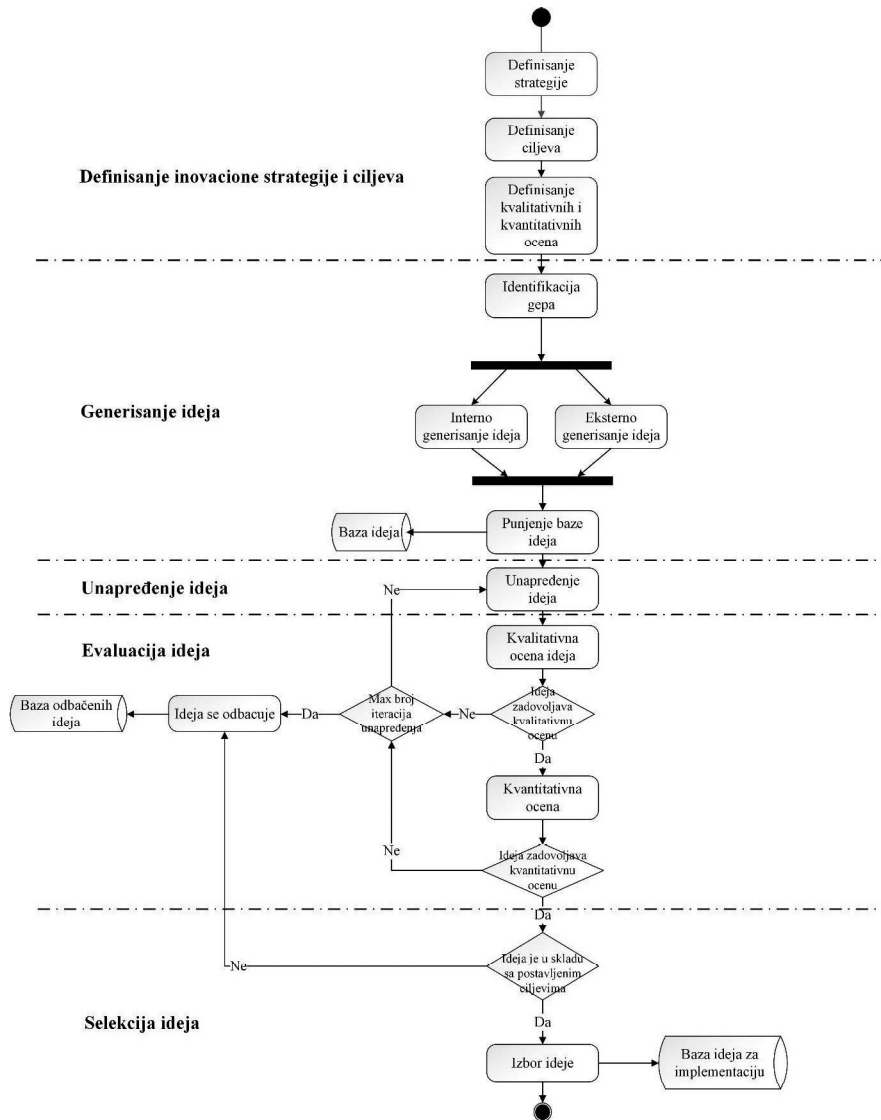 Definisanje
strategije
Definisanje
ciljeva
Definisanje inovacione strategije i ciljeva
Definisanje
kvalitativnih i
kvantitativnih
ocena
Identifikacija
gepa
Generisanje ideja
Interno
generisanje ideja
Eksterno
generisanje ideja
Baza ideja
Punjenje baze
ideja
Unapređenje ideja
Ne
Unapređenje
ideja
Evaluacija ideja
Kvalitativna
ocena ideja
Baza odbačenih
ideja
Ideja se odbacuje
Da
Max broj
iteracija
unapređenja
Ne
Ideja
zadovoljava
kvalitativnu
ocenu
Da
Kvantitativna
ocena
Ne
Ideja zadovoljava
kvantitativnu
ocenu
Da
Ne
Ideja je u skladu
sa postavljenim
ciljevima
Selekcija ideja
Da
Izbor ideje
Baza ideja za
implementaciju